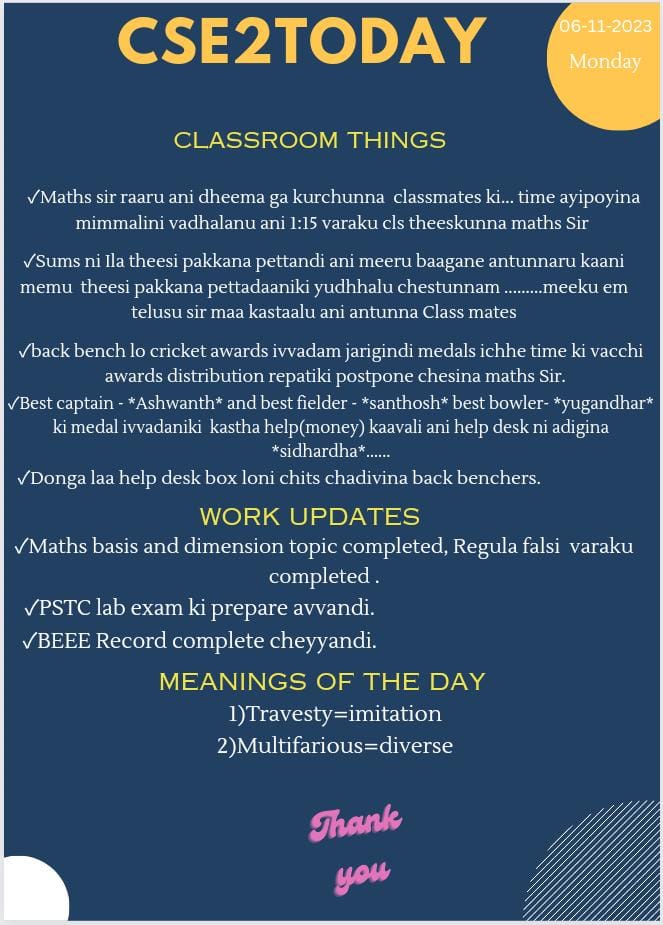 CSE2TODAY
06-11-2023
Monday
CLASSROOM THINGS
✓Maths sir raaru ani dheema ga kurchunna classmates ki... time ayipoyina
mimmalini vadhalanu ani 1:15 varaku cls theeskunna maths Sir
✓Sums ni Ila theesi pakkana pettandi ani meeru baagane antunnaru kaani
memu theesi pakkana pettadaaniki yudhhalu chestunnam .........meeku em
telusu sir maa kastaalu ani antunna Class mates
✓back bench lo cricket awards ivvadam jarigindi medals ichhe time ki vacchi
awards distribution repatiki postpone chesina maths Sir.
✓Best captain - *Ashwanth* and best fielder - *santhosh* best bowler- *yugandhar*
ki medal ivvadaniki kastha help(money) kaavali ani help desk ni adigina
*sidhardha*......
✓Donga laa help desk box loni chits chadivina back benchers.
WORK UPDATES
✓Maths basis and dimension topic completed, Regula falsi varaku
completed .
✓PSTC lab exam ki prepare avvandi.
✓BEEE Record complete cheyyandi.
MEANINGS OF THE DAY
1)Travesty=imitation
2)Multifarious=diverse
Thank
you